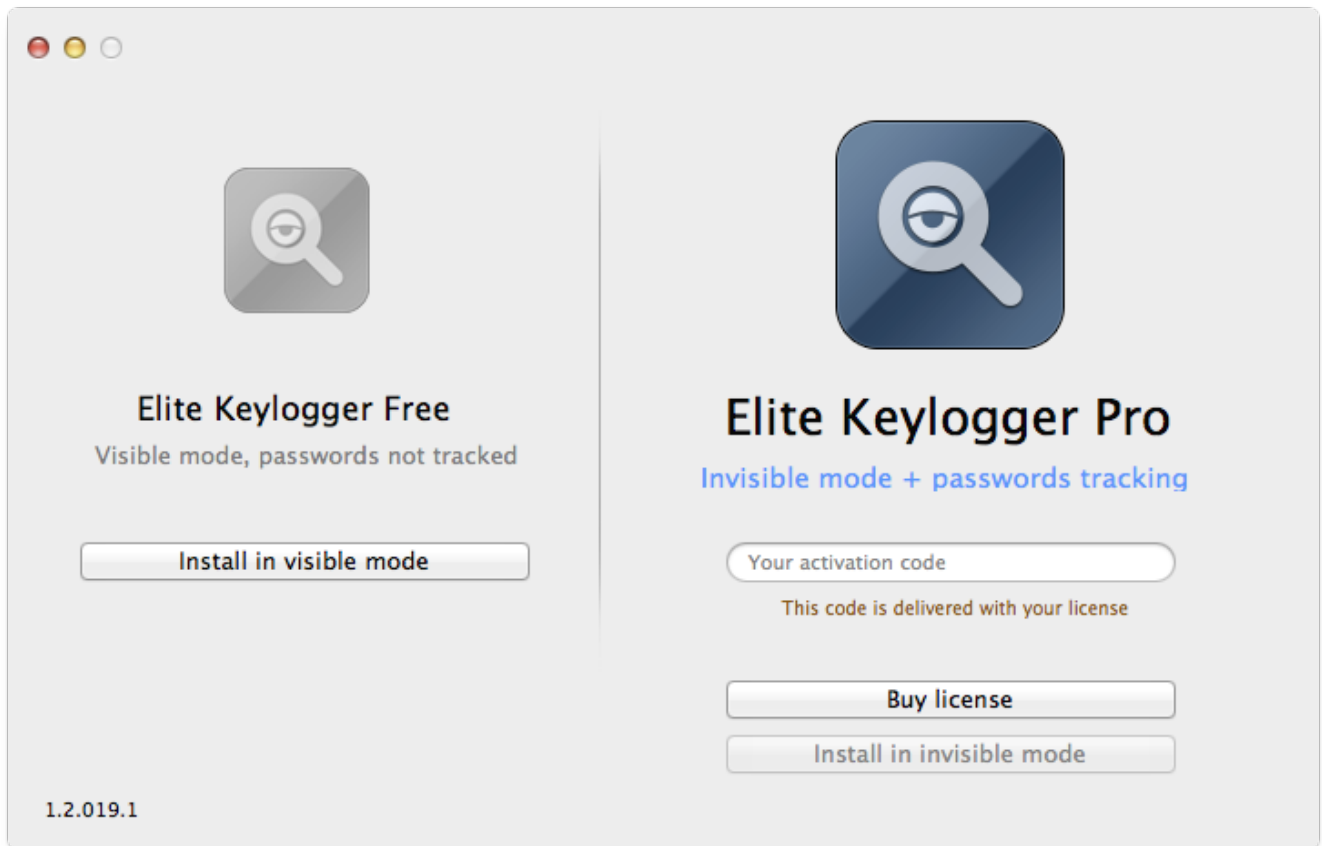 Elite Keylogger Free
Visible mode, passwords not tracked
Install in visible mode
Elite Keylogger Pro
Invisible mode + passwords tracking
Your activation code
This code is delivered with your license
Buy license
Install in invisible mode
1.2.019.1